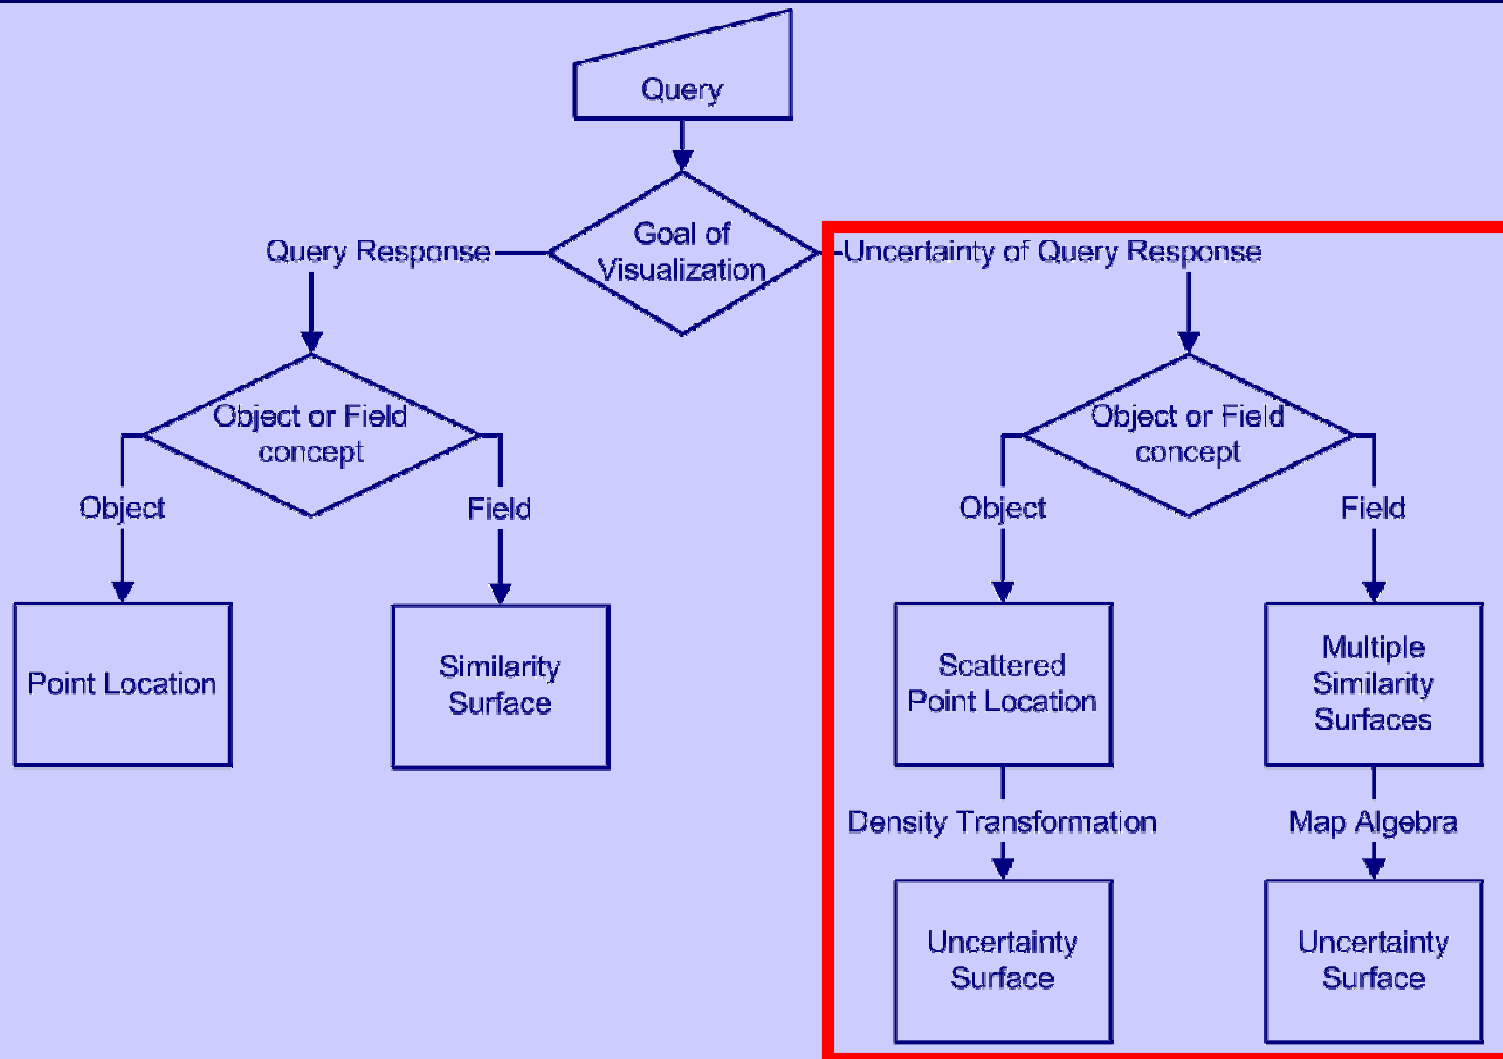 Query
Goal of
Visualization
Query Response
Uncertainty of Query Response
Object or Field
concept
Object or Field
concept
Object
Field
Object
Field
Point Location
Similarity
Surface
Scattered
Point Location
Multiple
Similarity
Surfaces
Density Transformation
Map Algebra
Uncertainty
Surface
Uncertainty
Surface